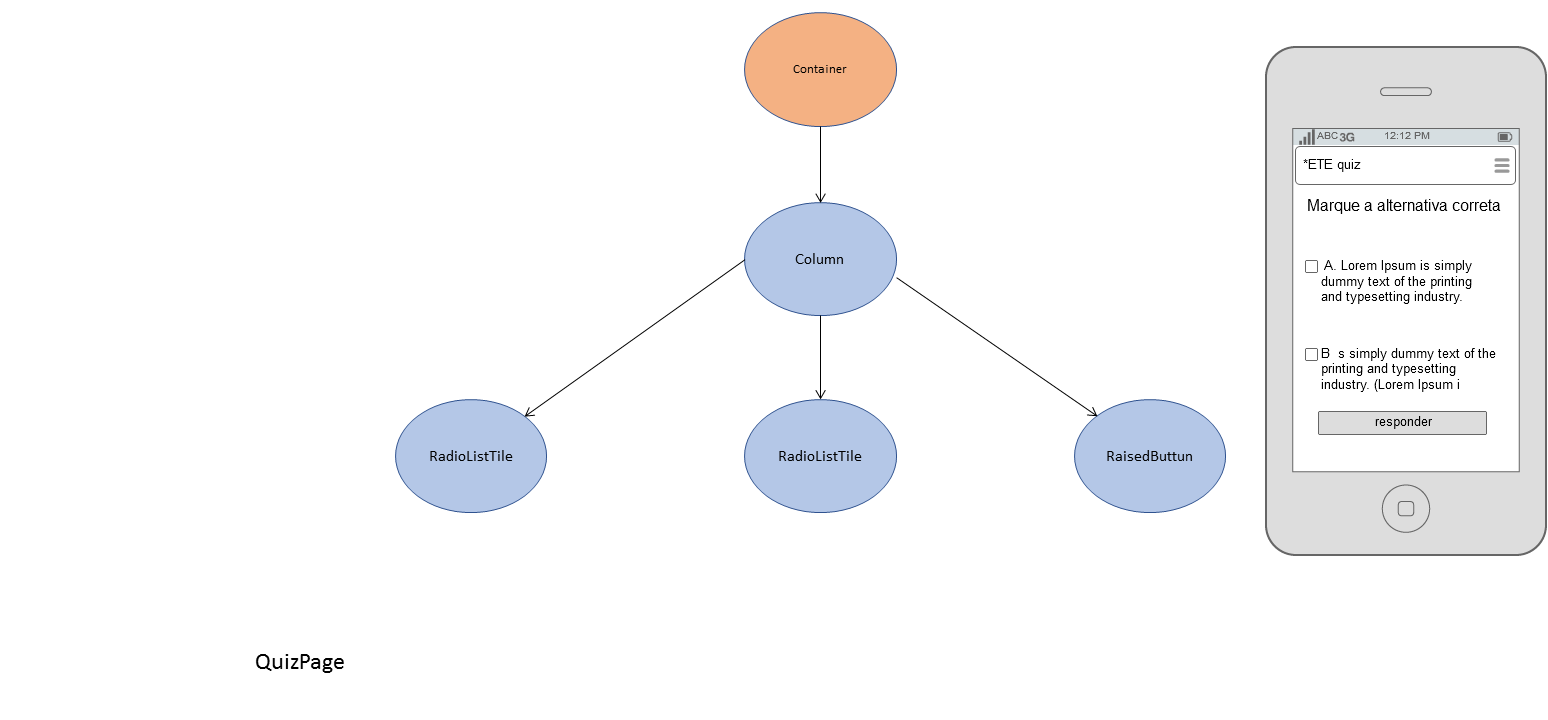 Container
Column
RadioListTile
RadioListTile
RaisedButtun
ABC 3G 12:12 PM
*ETE quiz
Marque a alternativa correta
A. Lorem Ipsum is simply
dummy text of the printing
and typesetting industry.
B s simply dummy text of the
printing and typesetting
industry. (Lorem Ipsum i
responder
QuizPage